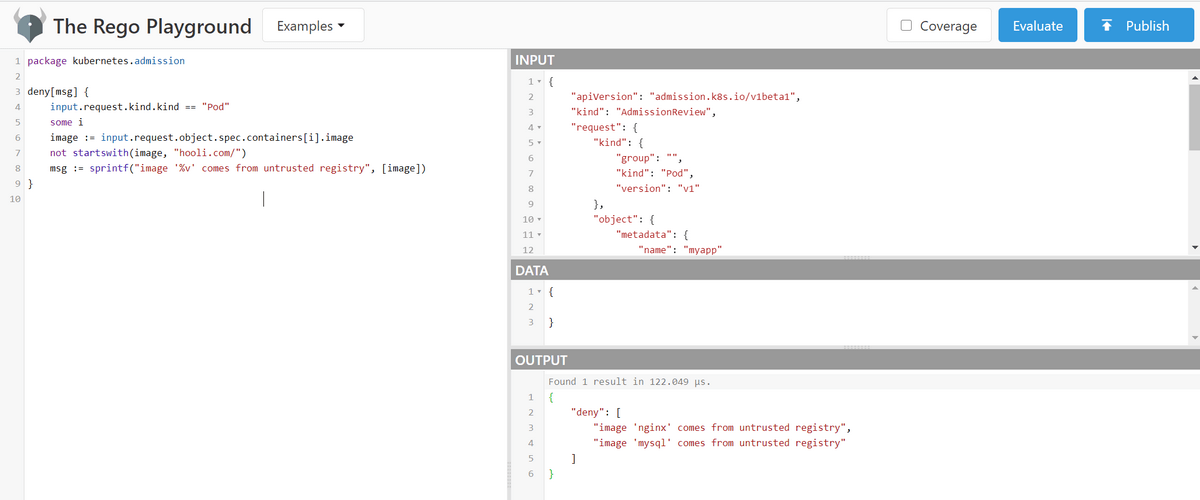 The Rego Playground
Examples
Coverage
Evaluate
Publish
1 package kubernetes.admission
2
3 deny[msg] {
4     input.request.kind.kind == "Pod"
5     some i
6     image := input.request.object.spec.containers[i].image
7     not startswith(image, "hooli.com/")
8     msg := sprintf("image '%v' comes from untrusted registry", [image])
9 }
10
INPUT
1 {
2     "apiVersion": "admission.k8s.io/v1beta1",
3     "kind": "AdmissionReview",
4     "request": {
5         "kind": {
6             "group": "",
7             "kind": "Pod",
8             "version": "v1"
9         },
10         "object": {
11             "metadata": {
12                 "name": "myapp"
DATA
1 {
2
3 }
OUTPUT
Found 1 result in 122.049 µs.
1 {
2     "deny": [
3         "image 'nginx' comes from untrusted registry",
4         "image 'mysql' comes from untrusted registry"
5     ]
6 }